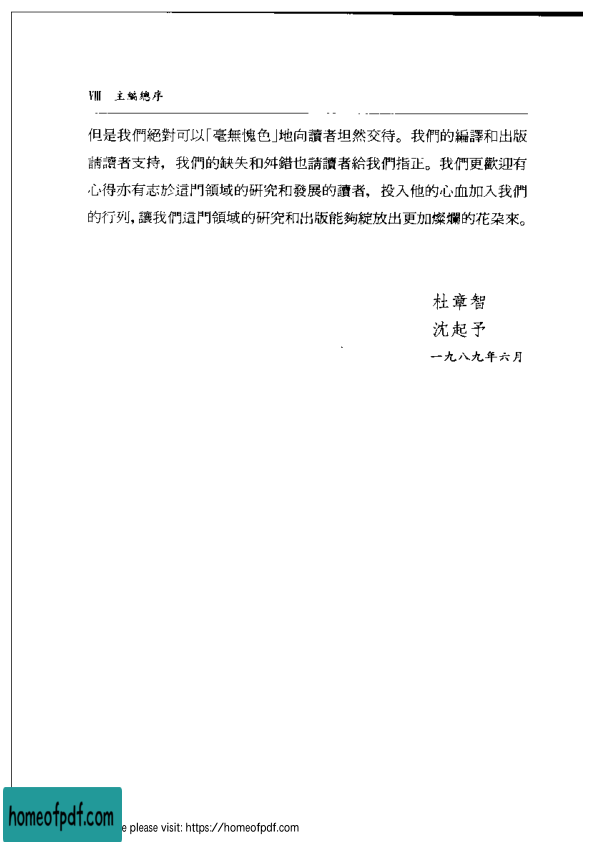 VIII 主編總序
但是我們絕對可以「毫無愧色」地向讀者坦然交待。我們的編譯和出版
請讀者支持，我們的缺失和舛錯也請讀者給我們指正。我們更歡迎有
心得亦有志於這門領域的研究和發展的讀者，投入他的心血加入我們
的行列，讓我們這門領域的研究和出版能夠綻放出更加燦爛的花朵來。
杜章智
沈起予
一九八九年六月
homeofpdf.com
e please visit: https://homeofpdf.com